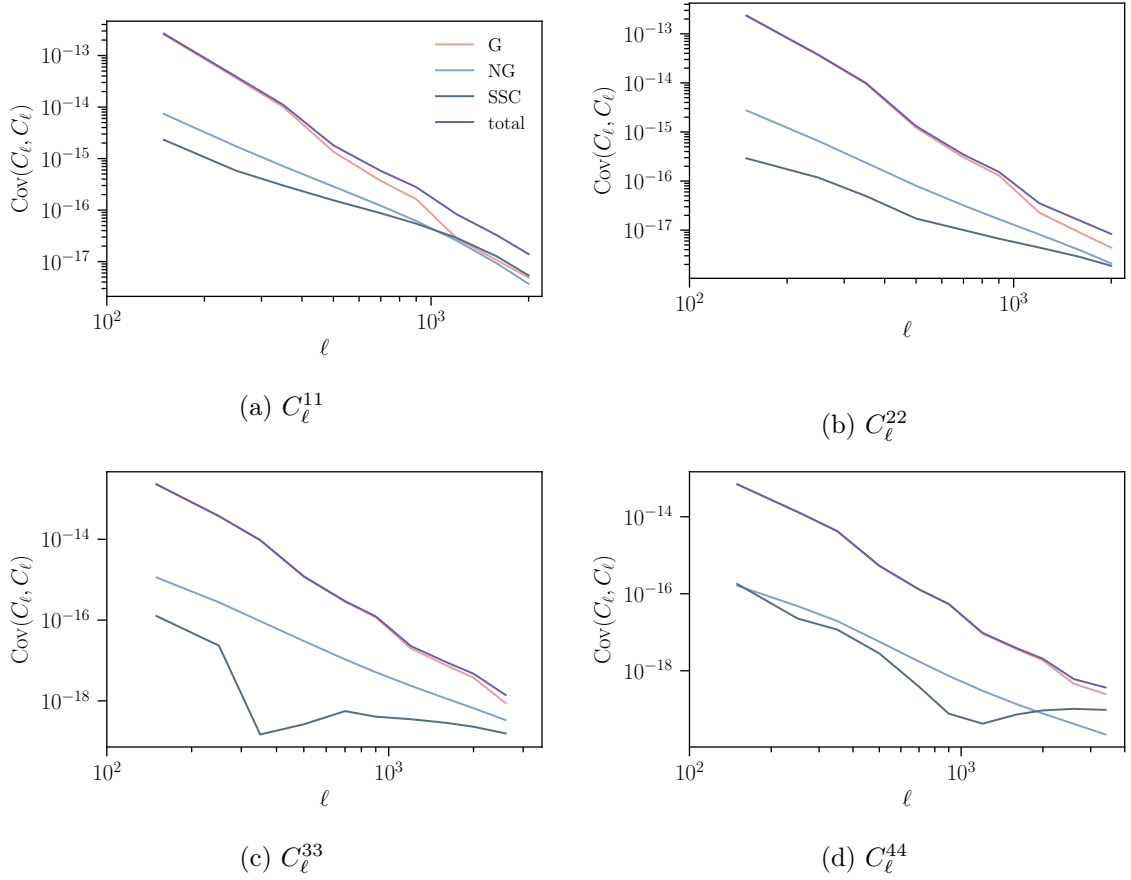 10^{-13}
10^{-14}
10^{-15}
10^{-16}
10^{-17}
Cov(C_ℓ, C_ℓ)
G
NG
SSC
total
10^2
10^3
ℓ
(a) C_ℓ^{11}
10^{-13}
10^{-14}
10^{-15}
10^{-16}
10^{-17}
Cov(C_ℓ, C_ℓ)
10^2
10^3
ℓ
(b) C_ℓ^{22}
10^{-14}
10^{-16}
10^{-18}
Cov(C_ℓ, C_ℓ)
10^2
10^3
ℓ
(c) C_ℓ^{33}
10^{-14}
10^{-16}
10^{-18}
Cov(C_ℓ, C_ℓ)
10^2
10^3
ℓ
(d) C_ℓ^{44}